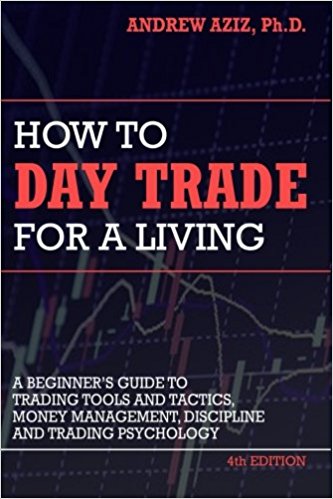 ANDREW AZIZ, Ph.D.
HOW TO
DAY TRADE
FOR A LIVING
A BEGINNER'S GUIDE TO
TRADING TOOLS AND TACTICS,
MONEY MANAGEMENT, DISCIPLINE
AND TRADING PSYCHOLOGY
4th EDITION